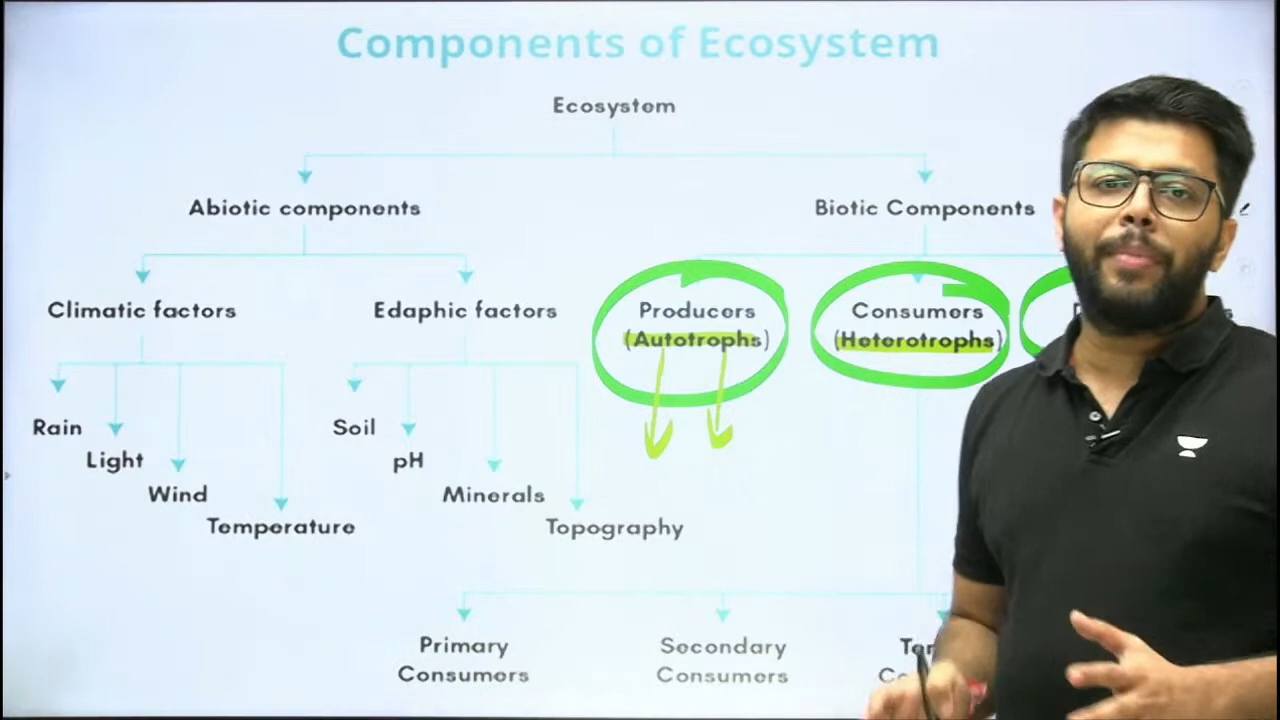 Components of Ecosystem
Ecosystem
Abiotic components
Biotic Components
Climatic factors
Edaphic factors
Producers
(Autotrophs)
Consumers
(Heterotrophs)
Rain
Light
Wind
Temperature
Soil
pH
Minerals
Topography
Primary
Consumers
Secondary
Consumers